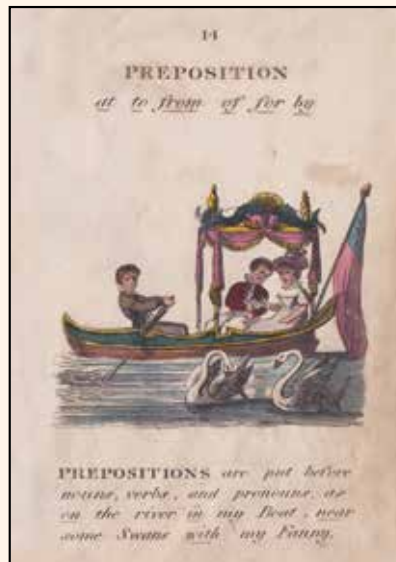 14
PREPOSITION
at to from of for by
PREPOSITIONS are put before
nouns, verbs, and pronouns, as
on the river in my Boat, near
some Swans with my Fanny.